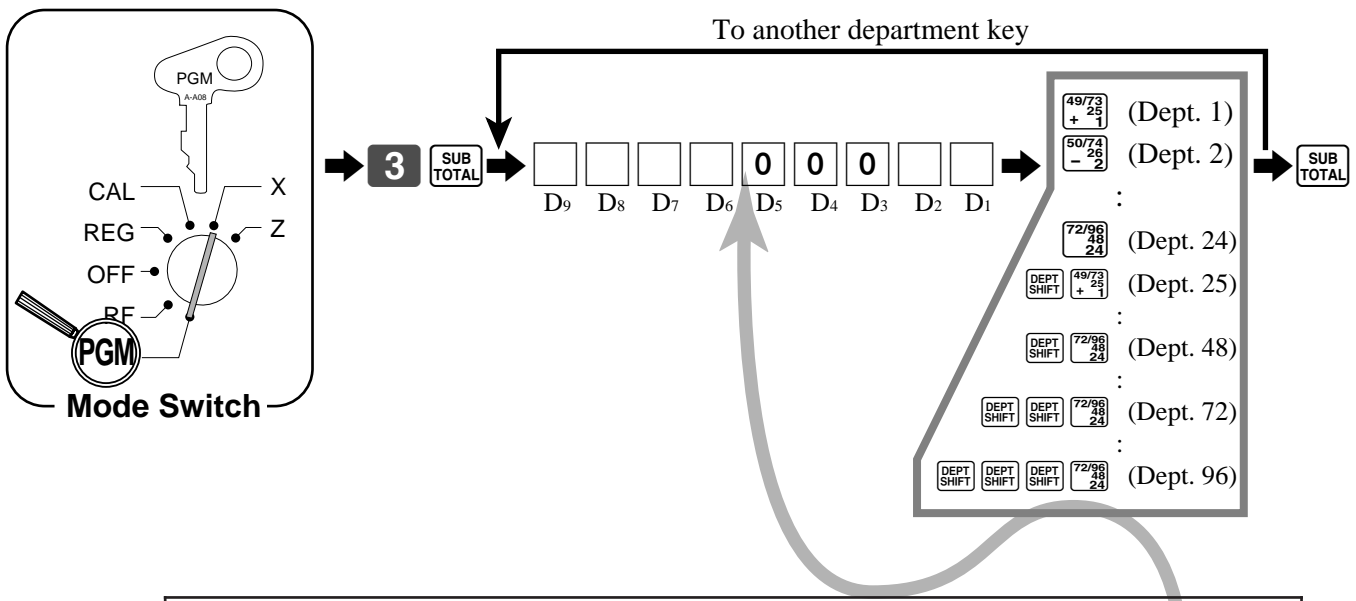 To another department key
PGM
A-A08
CAL
X
REG
Z
OFF
RF
PGM
Mode Switch
3
SUB
TOTAL
0 0 0
D9 D8 D7 D6 D5 D4 D3 D2 D1
49/73
25
+ 1
(Dept. 1)
50/74
26
– 2
(Dept. 2)
:
72/96
48
24
(Dept. 24)
DEPT
SHIFT
49/73
25
+ 1
(Dept. 25)
:
DEPT
SHIFT
72/96
48
24
(Dept. 48)
:
DEPT
SHIFT
DEPT
SHIFT
72/96
48
24
(Dept. 72)
:
DEPT
SHIFT
DEPT
SHIFT
DEPT
SHIFT
72/96
48
24
(Dept. 96)
SUB
TOTAL